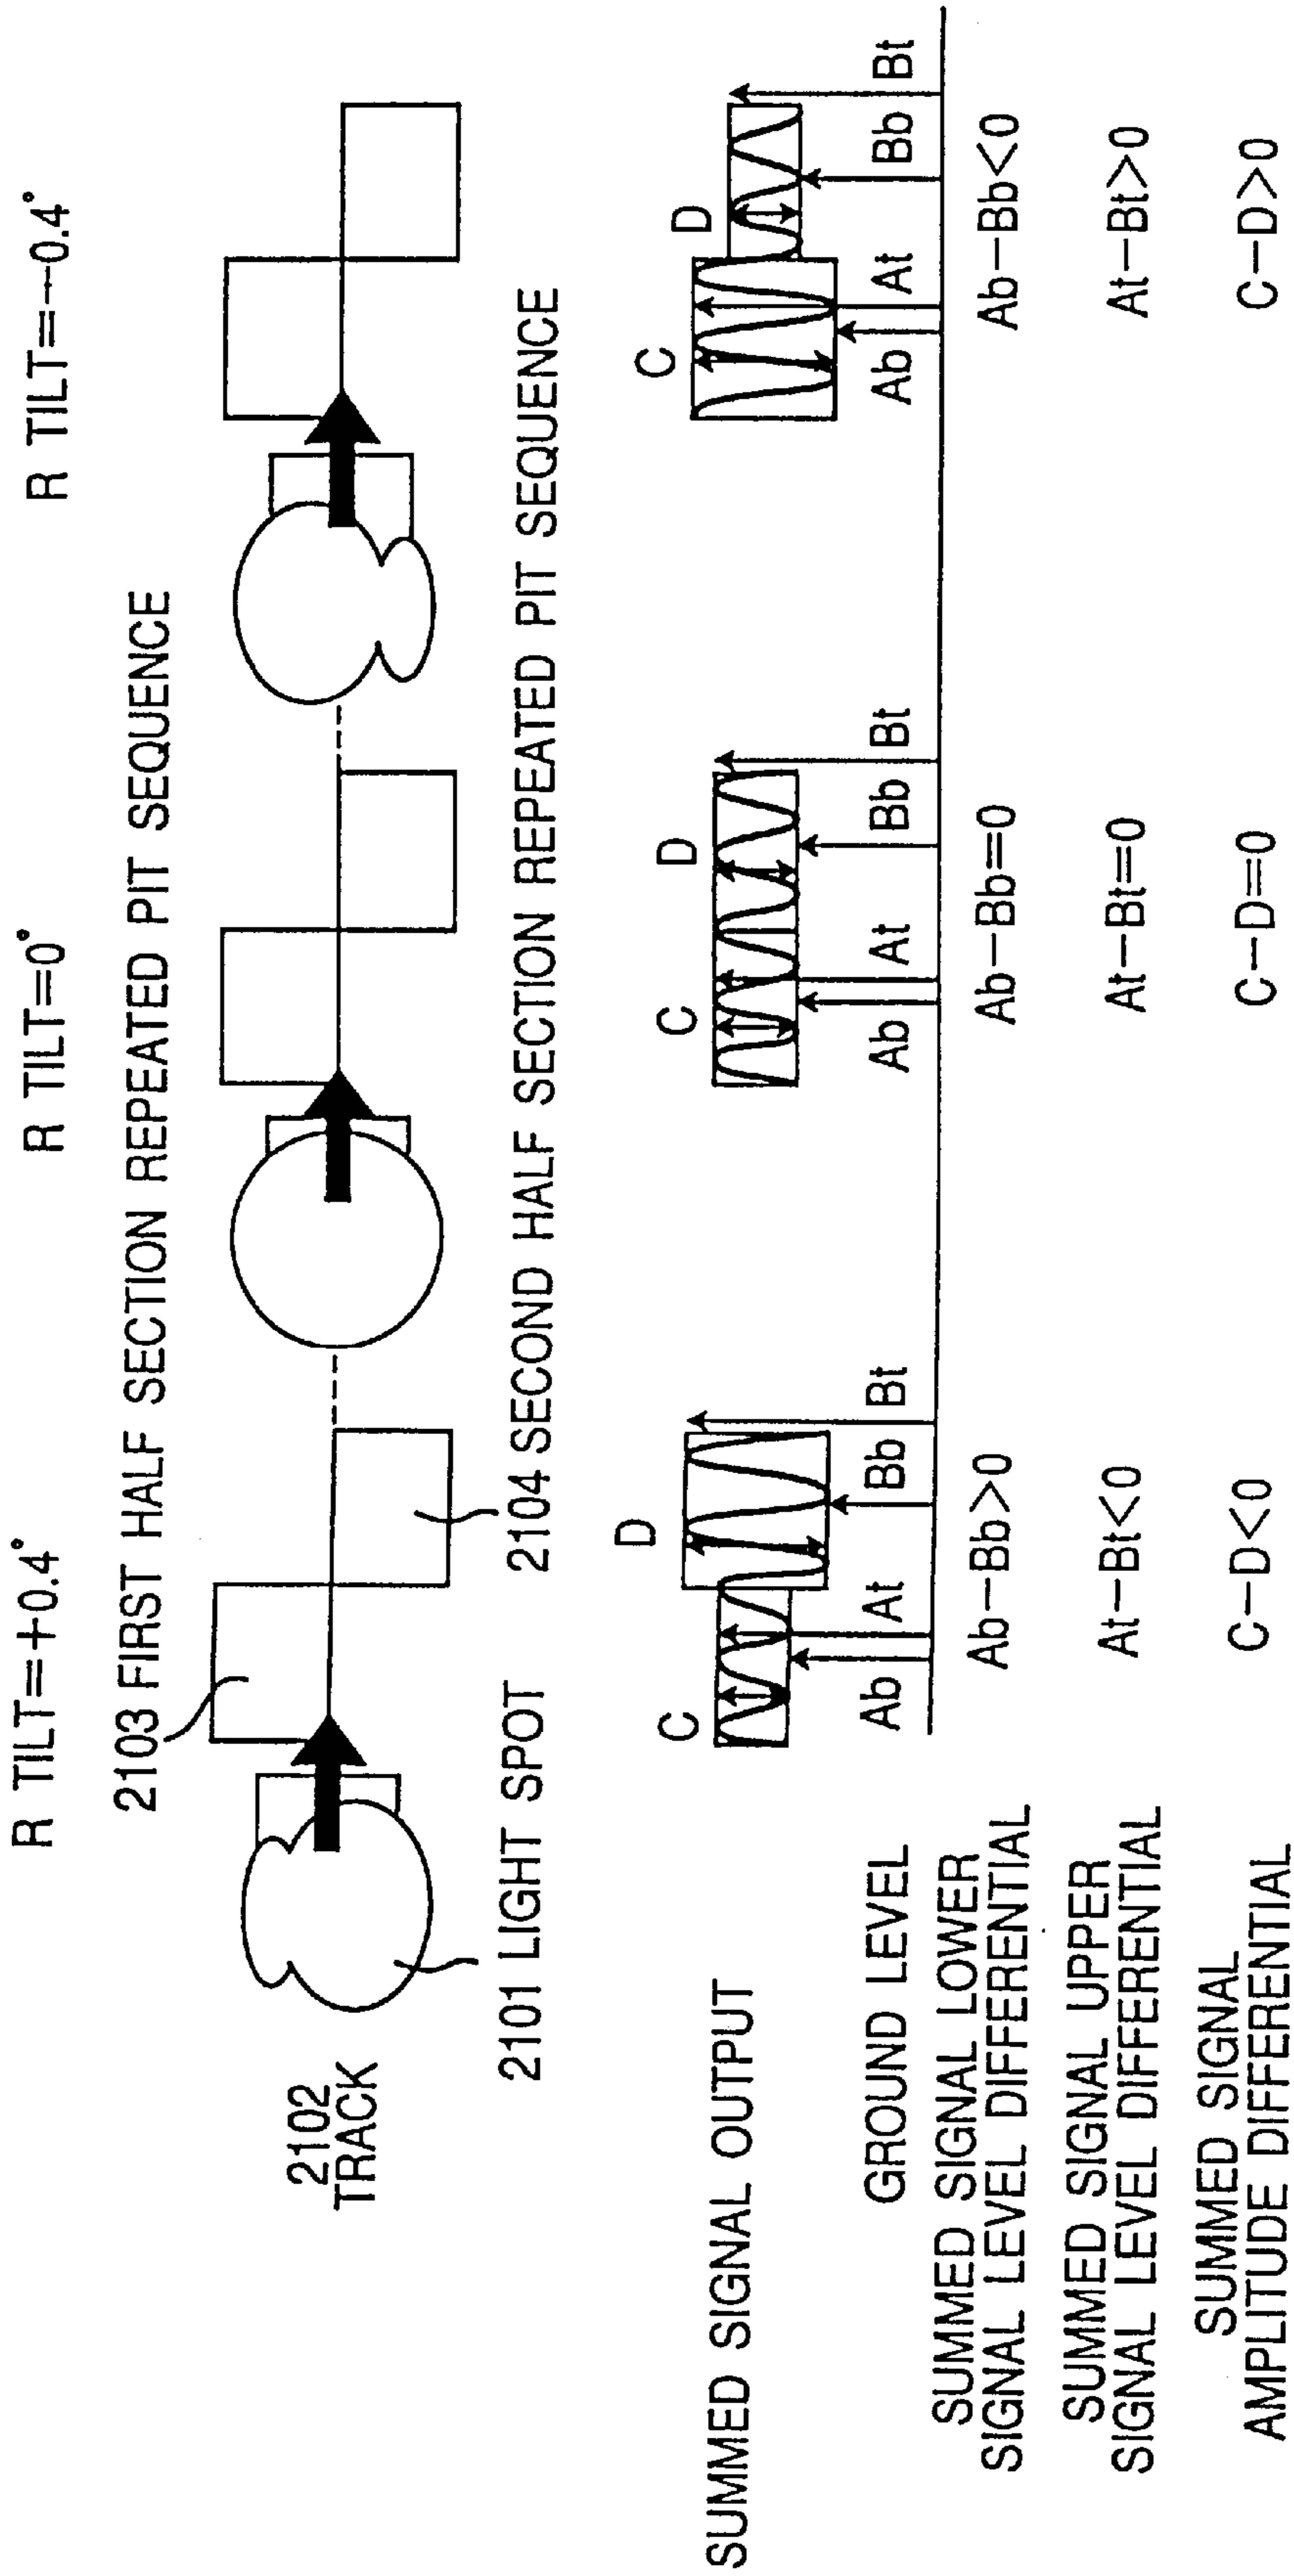 R TILT=+0.4°
R TILT=0°
R TILT=-0.4°
2103 FIRST HALF SECTION REPEATED PIT SEQUENCE
2102
TRACK
2101 LIGHT SPOT
2104 SECOND HALF SECTION REPEATED PIT SEQUENCE
SUMMED SIGNAL OUTPUT
C D
C D
C D
Ab At Bb Bt
Ab At Bb Bt
Ab At Bb Bt
GROUND LEVEL
SUMMED SIGNAL LOWER
SIGNAL LEVEL DIFFERENTIAL
Ab-Bb>0
Ab-Bb=0
Ab-Bb<0
SUMMED SIGNAL UPPER
SIGNAL LEVEL DIFFERENTIAL
At-Bt<0
At-Bt=0
At-Bt>0
SUMMED SIGNAL
AMPLITUDE DIFFERENTIAL
C-D<0
C-D=0
C-D>0